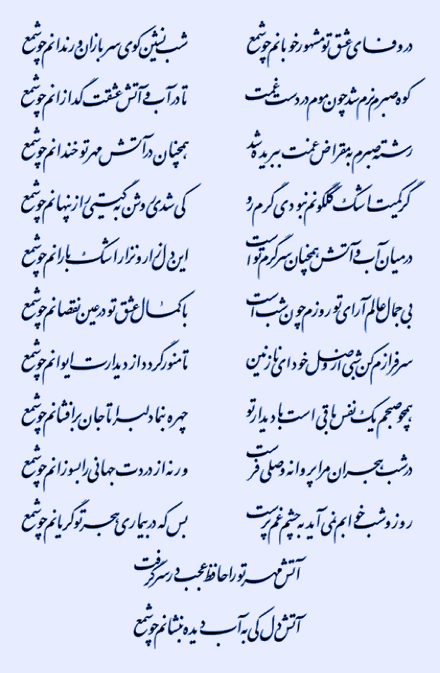 در وفای عشق تو مشهور خوبانم چو شمع شب نشین کوی سربازان و رندانم چو شمع
کوه صبرم نرم شد چون موم در دست غمت تا در آب و آتش عشقت گدازانم چو شمع
رشته صبرم به مقراض غمت ببریده شد همچنان در آتش مهر تو خندانم چو شمع
گر کمیت اشک گلگونم نبودی گرم رو کی شدی روشن به گیتی راز پنهانم چو شمع
در میان آب و آتش همچنان سرگرم توست این دل زار و نزار اشک بارانم چو شمع
بی جمال عالم آرای تو روزم چون شب است با کمال عشق تو در عین نقصانم چو شمع
سرفرازم کن شبی از وصل خود ای نازنین تا منور گردد از دیدارت ایوانم چو شمع
همچو صبحم یک نفس باقی است با دیدار تو چهره بنما دلبرا تا جان برافشانم چو شمع
در شب هجران مرا پروانه وصلی فرست ور نه از دردت جهانی را بسوزانم چو شمع
روز و شب خوابم نمی آید به چشم غم پرست بس که در بیماری هجر تو گریانم چو شمع
آتش مهر تو را حافظ عجب در سر گرفت
آتش دل کی به آب دیده بنشانم چو شمع